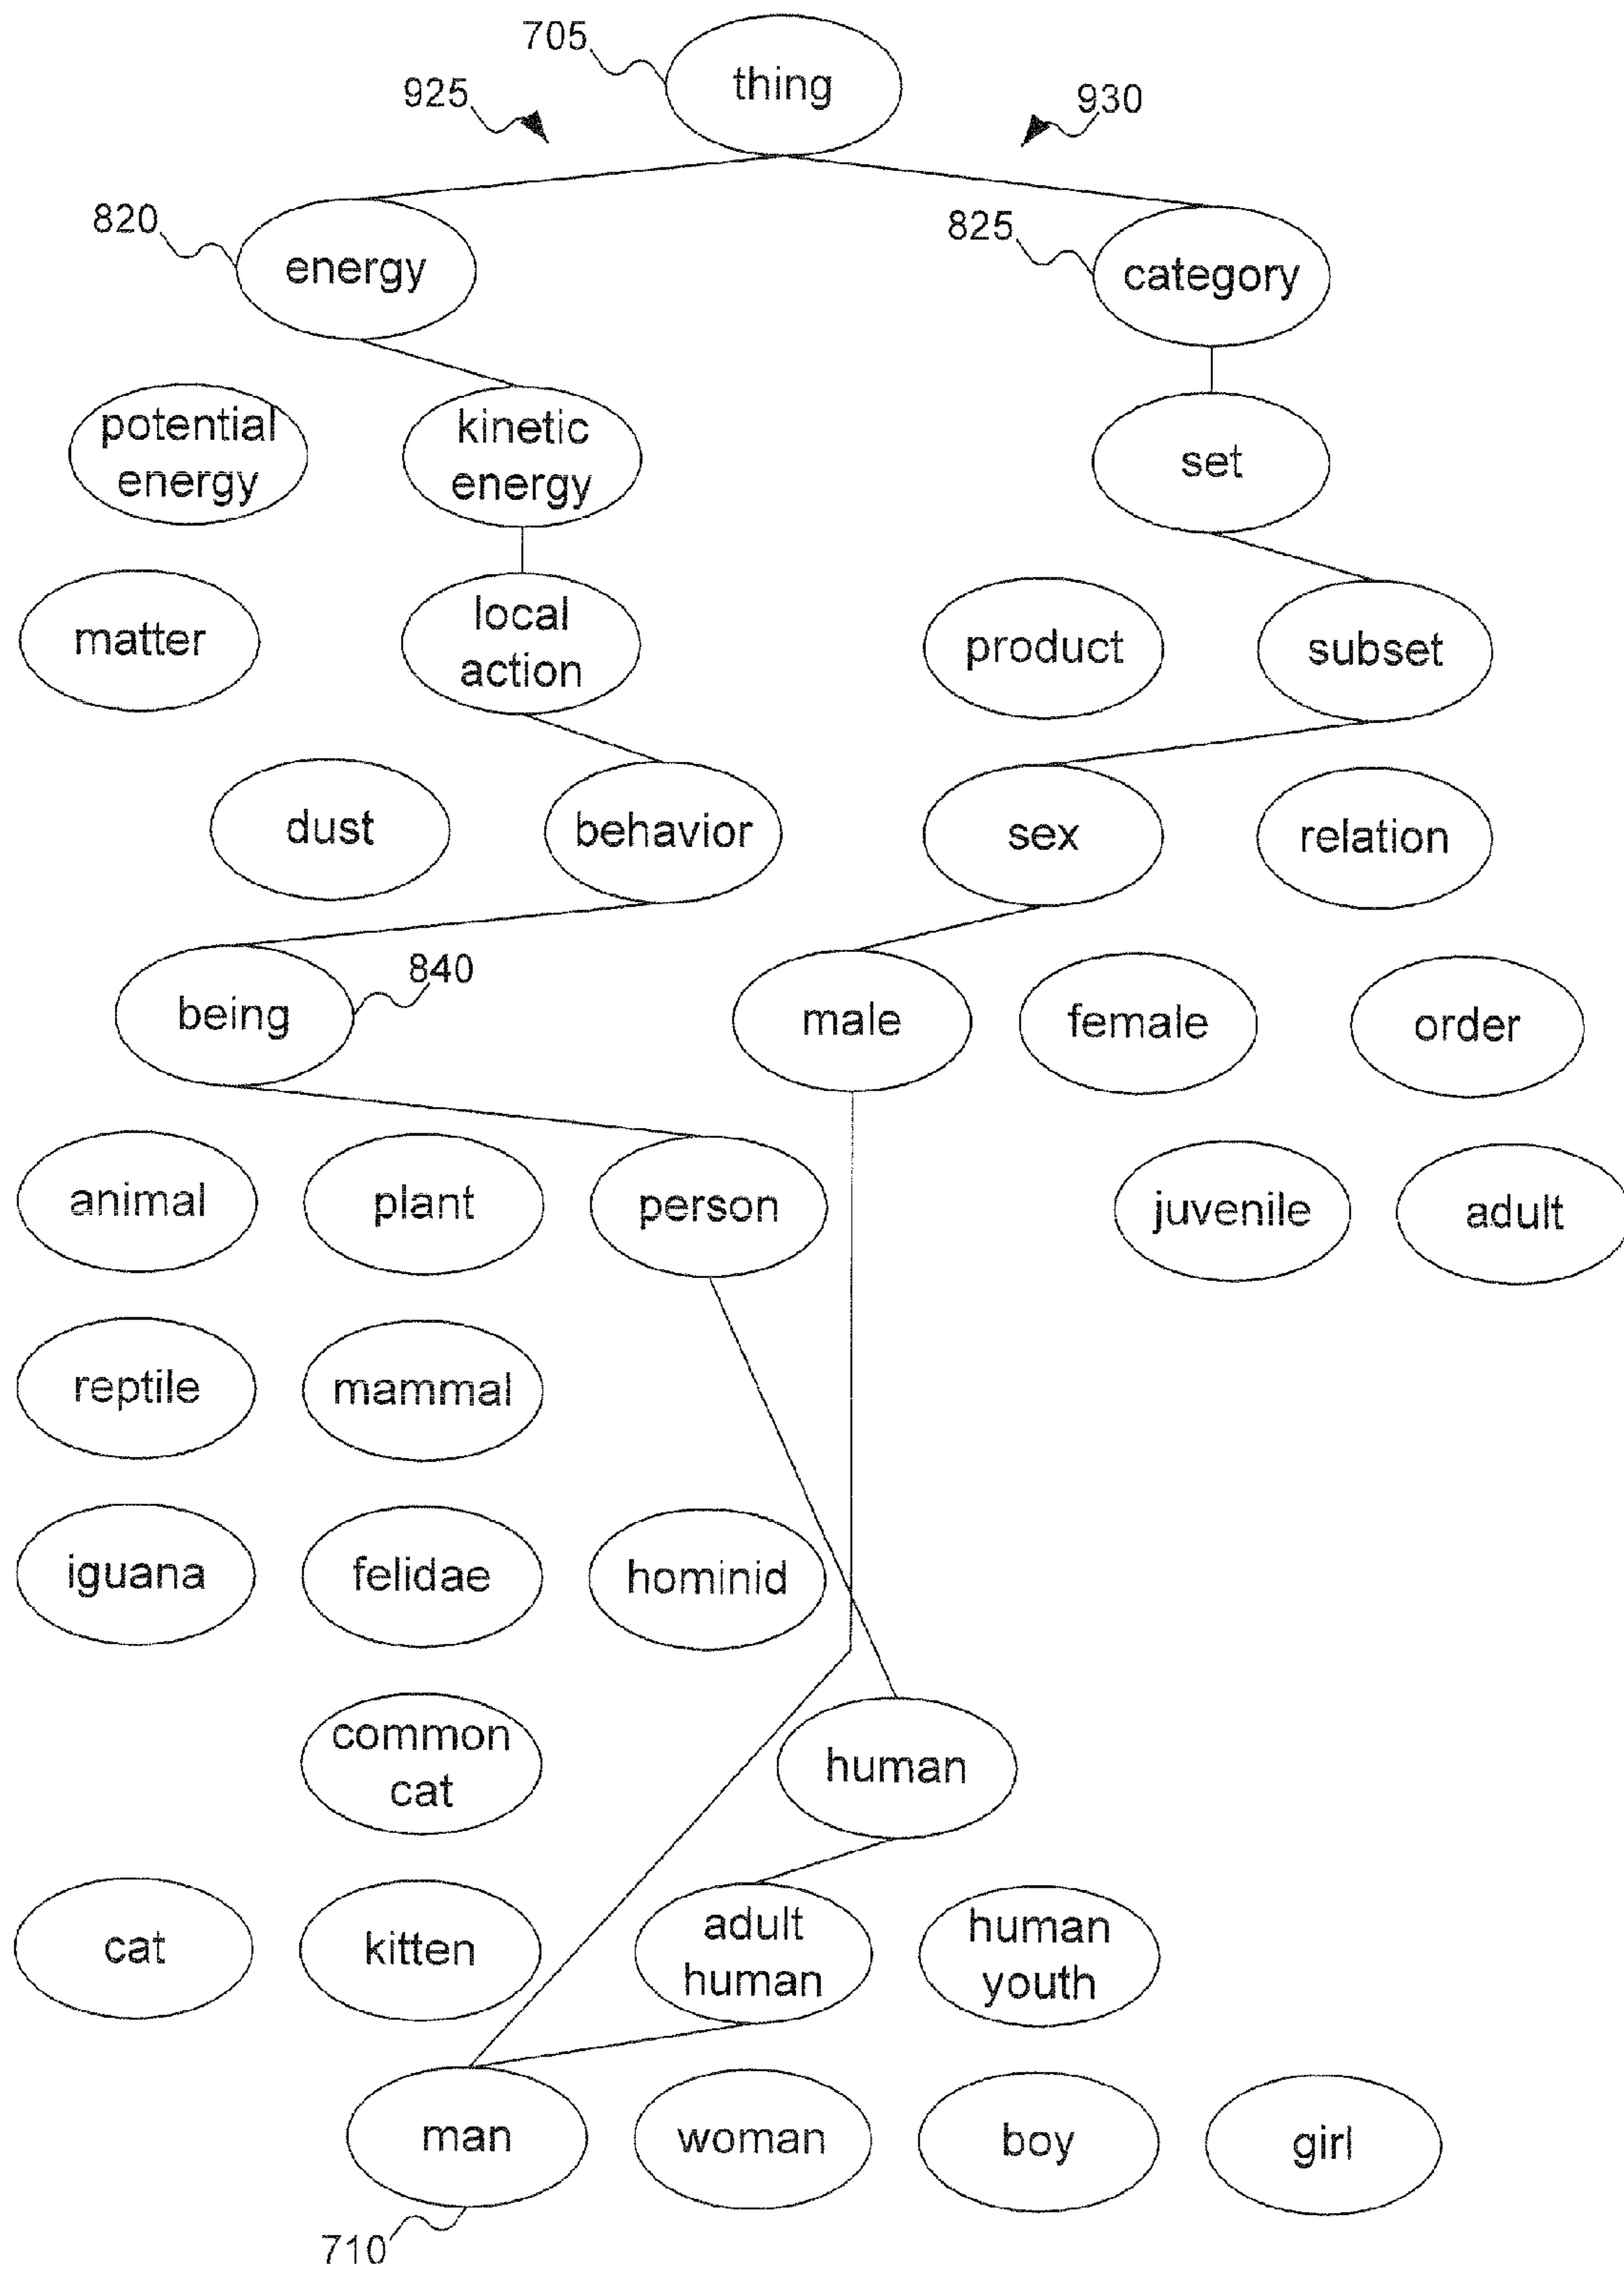 705
thing
925
930
820
energy
825
category
potential
energy
kinetic
energy
set
matter
local
action
product
subset
dust
behavior
sex
relation
being
840
male
female
order
animal
plant
person
juvenile
adult
reptile
mammal
iguana
felidae
hominid
common
cat
human
cat
kitten
adult
human
human
youth
man
woman
boy
girl
710